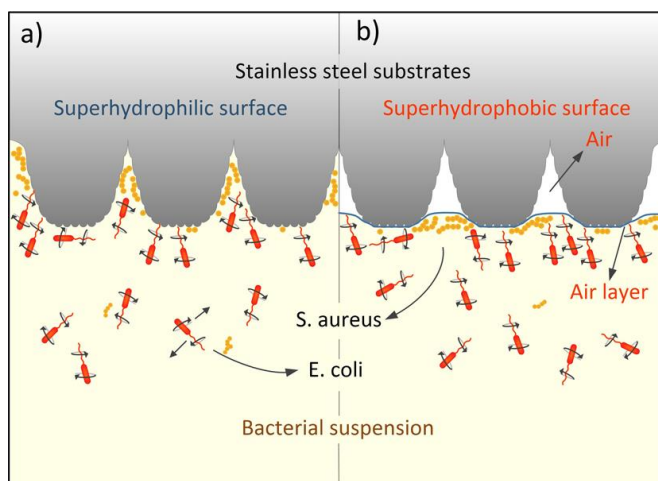 a)
b)
Stainless steel substrates
Superhydrophilic surface
Superhydrophobic surface
Air
Air layer
S. aureus
E. coli
Bacterial suspension